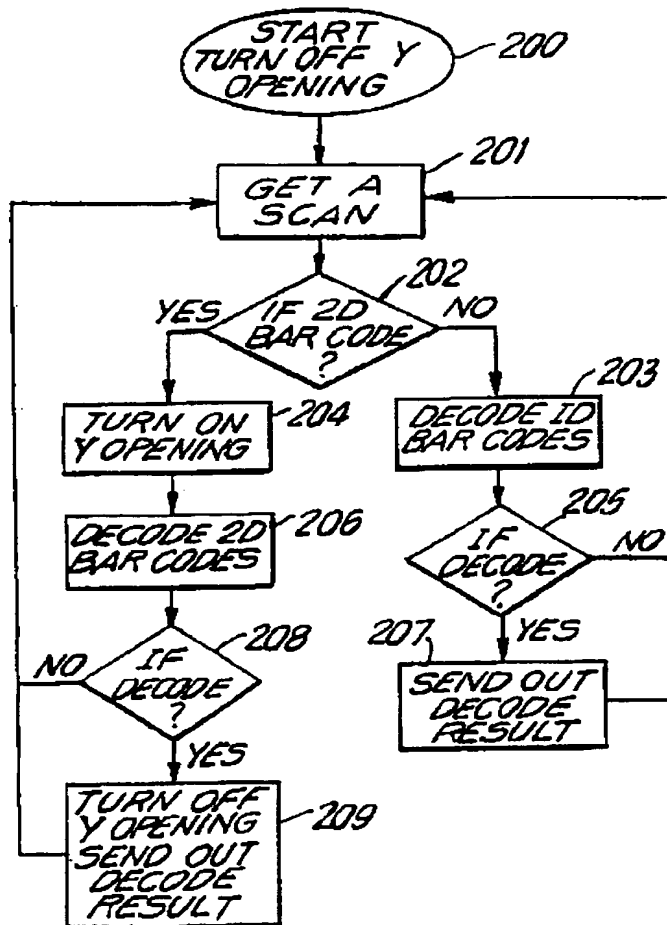 START
TURN OFF Y
OPENING
200
201
GET A
SCAN
202
YES
IF 2D
BAR CODE
?
NO
203
204
TURN ON
Y OPENING
DECODE 1D
BAR CODES
205
206
DECODE 2D
BAR CODES
IF
DECODE
?
NO
YES
207
208
NO
IF
DECODE
?
YES
SEND OUT
DECODE
RESULT
209
TURN OFF
Y OPENING
SEND OUT
DECODE
RESULT